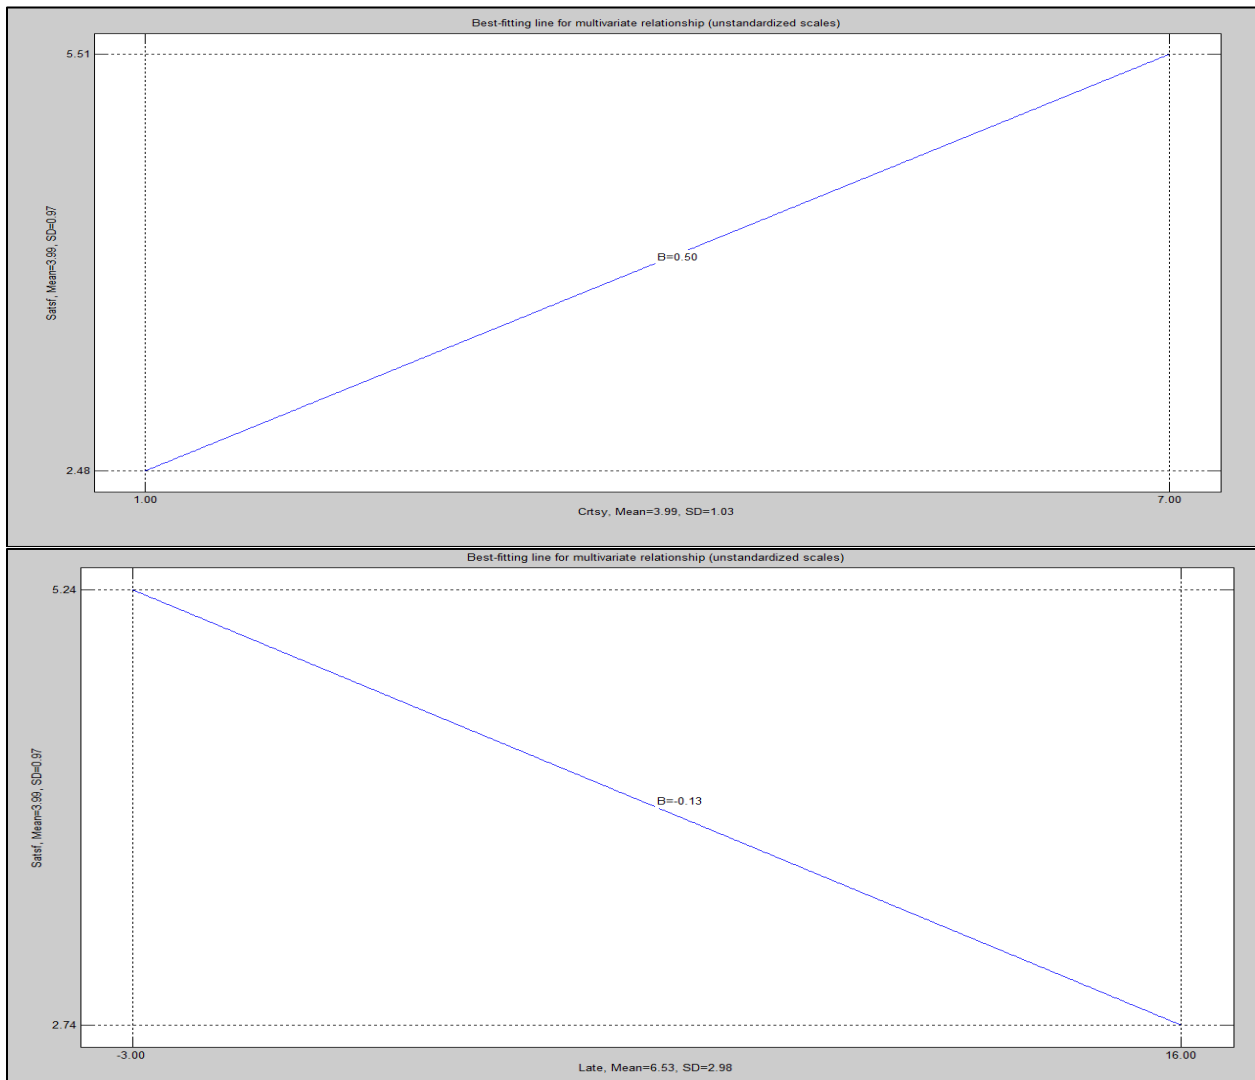 Best-fitting line for multivariate relationship (unstandardized scales)
5.51
Satsf, Mean=3.99, SD=0.97
B=0.50
2.48
1.00
7.00
Crtsy, Mean=3.99, SD=1.03
Best-fitting line for multivariate relationship (unstandardized scales)
5.24
Satsf, Mean=3.99, SD=0.97
B=-0.13
2.74
-3.00
16.00
Late, Mean=6.53, SD=2.98